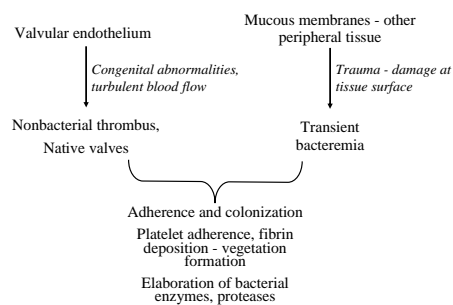 Valvular endothelium
Congenital abnormalities,
turbulent blood flow
Nonbacterial thrombus,
Native valves
Mucous membranes - other
peripheral tissue
Trauma - damage at
tissue surface
Transient
bacteremia
Adherence and colonization
Platelet adherence, fibrin
deposition - vegetation
formation
Elaboration of bacterial
enzymes, proteases